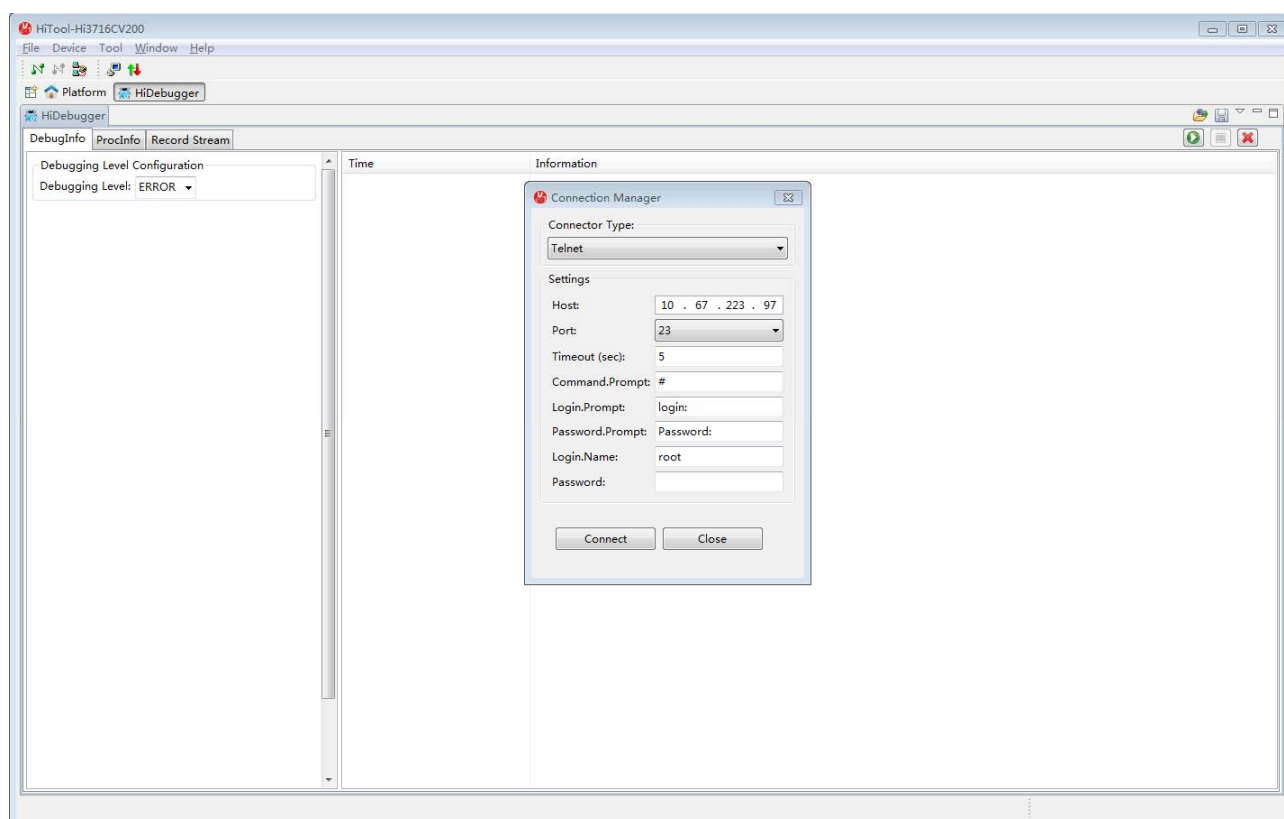 HiTool-Hi3716CV200
File Device Tool Window Help
Platform HiDebugger
HiDebugger
DebugInfo ProcInfo Record Stream
Debugging Level Configuration
Debugging Level: ERROR
Time Information
Connection Manager
Connector Type:
Telnet
Settings
Host: 10 . 67 . 223 . 97
Port: 23
Timeout (sec): 5
Command.Prompt: #
Login.Prompt: login:
Password.Prompt: Password:
Login.Name: root
Password:
Connect Close